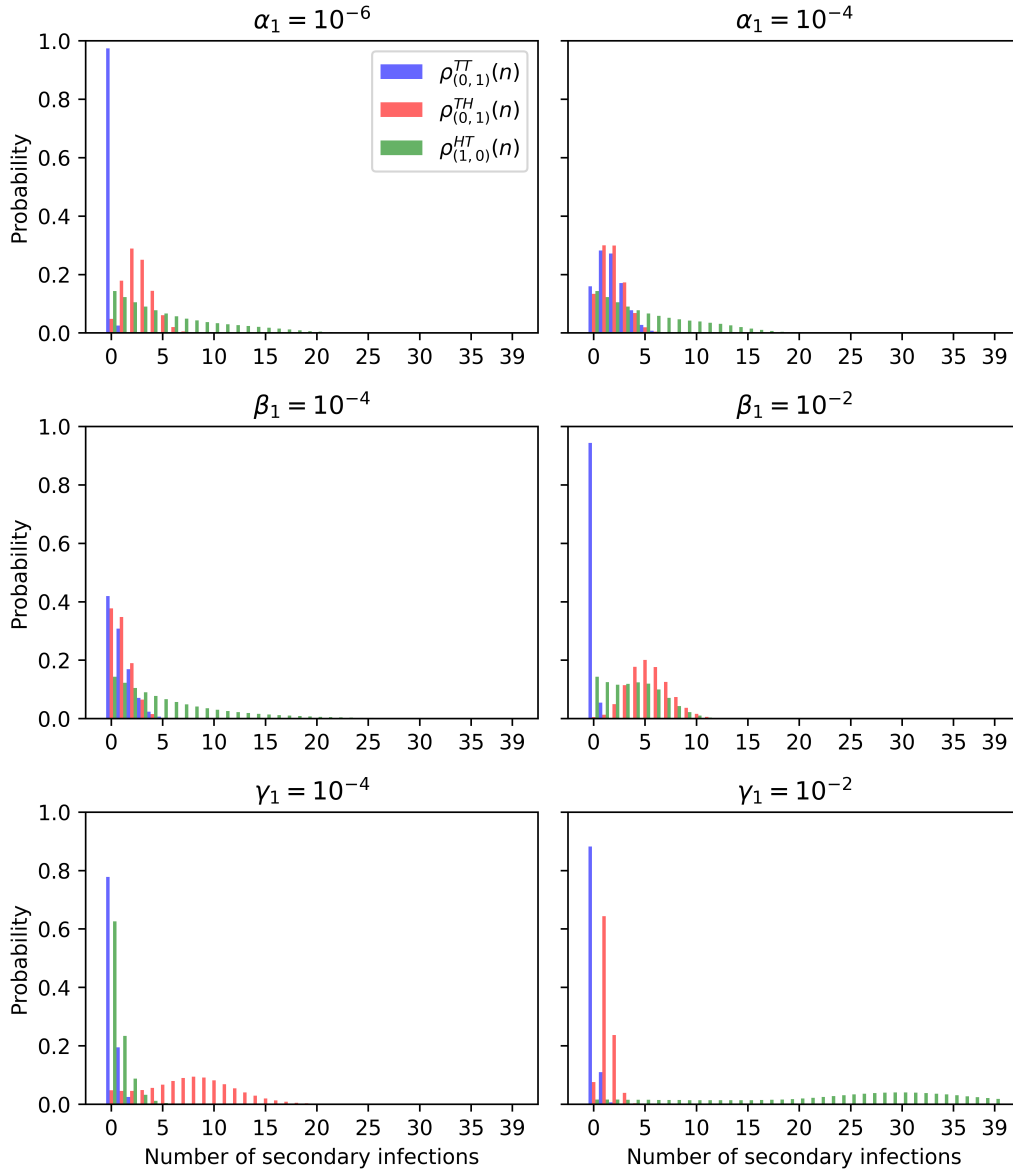 α₁ = 10⁻⁶
α₁ = 10⁻⁴
1.0
0.8
0.6
0.4
0.2
0.0
Probability
ρ^{TT}_{(0, 1)}(n)
ρ^{TH}_{(0, 1)}(n)
ρ^{HT}_{(1, 0)}(n)
0 5 10 15 20 25 30 35 39
0 5 10 15 20 25 30 35 39
β₁ = 10⁻⁴
β₁ = 10⁻²
1.0
0.8
0.6
0.4
0.2
0.0
Probability
0 5 10 15 20 25 30 35 39
0 5 10 15 20 25 30 35 39
γ₁ = 10⁻⁴
γ₁ = 10⁻²
1.0
0.8
0.6
0.4
0.2
0.0
Probability
0 5 10 15 20 25 30 35 39
0 5 10 15 20 25 30 35 39
Number of secondary infections
Number of secondary infections